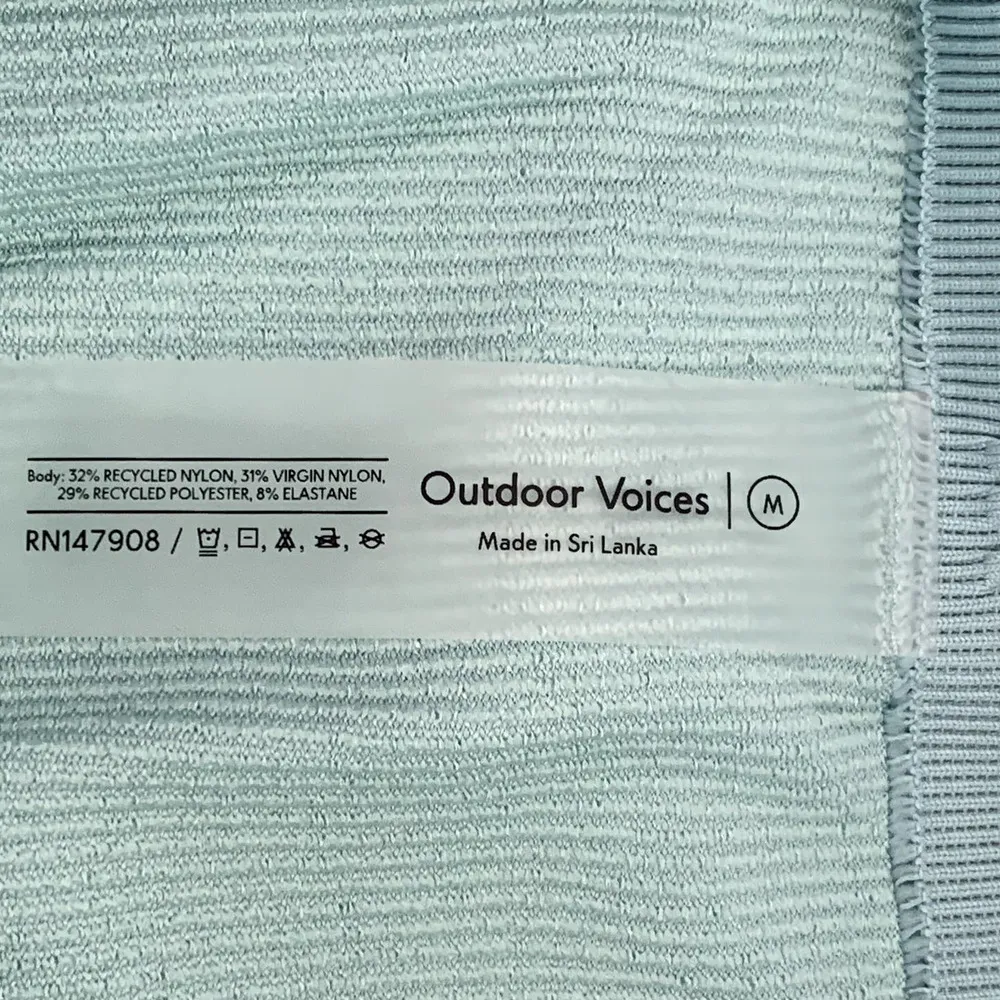 Body: 32% RECYCLED NYLON, 31% VIRGIN NYLON,
29% RECYCLED POLYESTER, 8% ELASTANE
RN147908 /
Outdoor Voices | M
Made in Sri Lanka